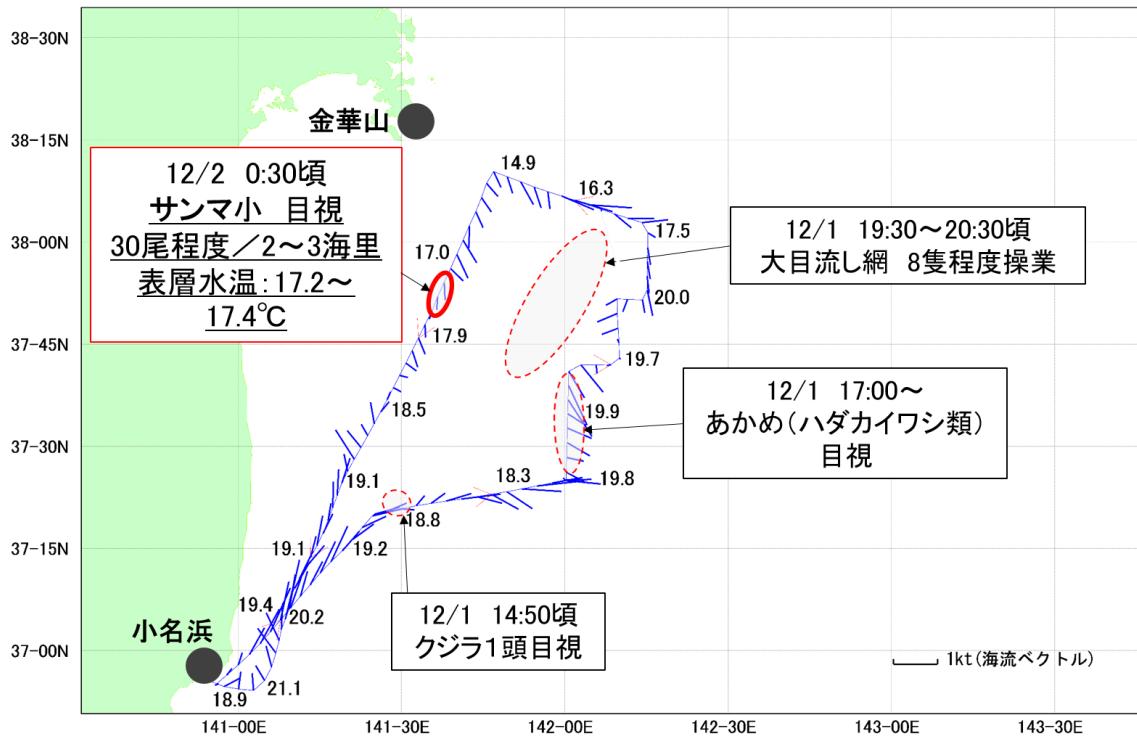 38-30N
38-15N
38-00N
37-45N
37-30N
37-15N
37-00N
金華山
12/2 0:30頃
サンマ小 目視
30尾程度／2～3海里
表層水温：17.2～
17.4℃
14.9
16.3
17.5
17.0
12/1 19:30～20:30頃
大目流し網 8隻程度操業
20.0
17.9
19.7
18.5
19.9
12/1 17:00～
あかめ（ハダカイワシ類）
目視
19.1
18.3
19.8
18.8
19.1
19.2
19.4
20.2
12/1 14:50頃
クジラ１頭目視
小名浜
18.9
21.1
1kt(海流ベクトル)
141-00E
141-30E
142-00E
142-30E
143-00E
143-30E